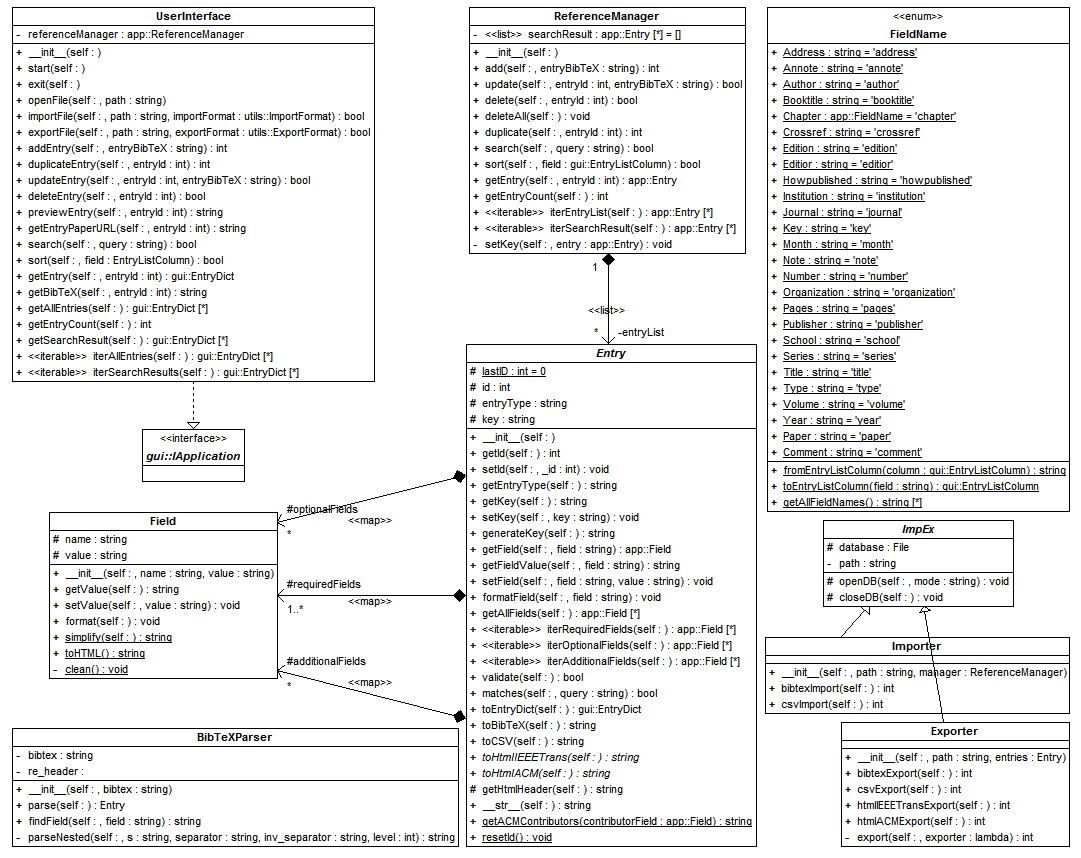 UserInterface
- referenceManager : app::ReferenceManager
+ __init__(self : )
+ start(self : )
+ exit(self : )
+ openFile(self : , path : string)
+ importFile(self : , path : string, importFormat : utils::ImportFormat) : bool
+ exportFile(self : , path : string, exportFormat : utils::ExportFormat) : bool
+ addEntry(self : , entryBibTeX : string) : int
+ duplicateEntry(self : , entryId : int) : int
+ updateEntry(self : , entryId : int, entryBibTeX : string) : bool
+ deleteEntry(self : , entryId : int) : bool
+ previewEntry(self : , entryId : int) : string
+ getEntryPaperURL(self : , entryId : int) : string
+ search(self : , query : string) : bool
+ sort(self : , field : EntryListColumn) : bool
+ getEntry(self : , entryId : int) : gui::EntryDict
+ getBibTeX(self : , entryId : int) : string
+ getAllEntries(self : ) : gui::EntryDict [*]
+ getEntryCount(self : ) : int
+ getSearchResult(self : ) : gui::EntryDict [*]
+ <<iterable>> iterAllEntries(self : ) : gui::EntryDict [*]
+ <<iterable>> iterSearchResults(self : ) : gui::EntryDict [*]
<<interface>>
gui::IApplication
ReferenceManager
- <<list>> searchResult : app::Entry [*] = []
+ __init__(self : )
+ add(self : , entryBibTeX : string) : int
+ update(self : , entryId : int, entryBibTeX : string) : bool
+ delete(self : , entryId : int) : bool
+ deleteAll(self : ) : void
+ duplicate(self : , entryId : int) : int
+ search(self : , query : string) : bool
+ sort(self : , field : gui::EntryListColumn) : bool
+ getEntry(self : , entryId : int) : app::Entry
+ getEntryCount(self : ) : int
+ <<iterable>> iterEntryList(self : ) : app::Entry [*]
+ <<iterable>> iterSearchResult(self : ) : app::Entry [*]
- setKey(self : , entry : app::Entry) : void
1
<<list>>
* -entryList
Entry
# lastID : int = 0
# id : int
# entryType : string
# key : string
+ __init__(self : )
+ getId(self : ) : int
+ setId(self : , _id : int) : void
+ getEntryType(self : ) : string
+ getKey(self : ) : string
+ setKey(self : , key : string) : void
+ generateKey(self : ) : string
+ getField(self : , field : string) : app::Field
+ getFieldValue(self : , field : string) : string
+ setField(self : , field : string, value : string) : void
+ formatField(self : , field : string) : void
+ getAllFields(self : ) : app::Field [*]
+ <<iterable>> iterRequiredFields(self : ) : app::Field [*]
+ <<iterable>> iterOptionalFields(self : ) : app::Field [*]
+ <<iterable>> iterAdditionalFields(self : ) : app::Field [*]
+ validate(self : ) : bool
+ matches(self : , query : string) : bool
+ toEntryDict(self : ) : gui::EntryDict
+ toBibTeX(self : ) : string
+ toCSV(self : ) : string
+ toHtmlIEEETrans(self : ) : string
+ toHtmlACM(self : ) : string
# getHtmlHeader(self : ) : string
+ __str__(self : ) : string
+ getACMContributors(contributorField : app::Field) : string
+ resetId() : void
#optionalFields
<<map>>
*
#requiredFields
<<map>>
1..*
#additionalFields
<<map>>
*
Field
# name : string
# value : string
+ __init__(self : , name : string, value : string)
+ getValue(self : ) : string
+ setValue(self : , value : string) : void
+ format(self : ) : void
+ simplify(self : ) : string
+ toHTML() : string
- clean() : void
BibTeXParser
- bibtex : string
- re_header :
+ __init__(self : , bibtex : string)
+ parse(self : ) : Entry
+ findField(self : , field : string) : string
- parseNested(self : , s : string, separator : string, inv_separator : string, level : int) : string
<<enum>>
FieldName
+ Address : string = 'address'
+ Annote : string = 'annote'
+ Author : string = 'author'
+ Booktitle : string = 'booktitle'
+ Chapter : app::FieldName = 'chapter'
+ Crossref : string = 'crossref'
+ Edition : string = 'edition'
+ Editior : string = 'editior'
+ Howpublished : string = 'howpublished'
+ Institution : string = 'institution'
+ Journal : string = 'journal'
+ Key : string = 'key'
+ Month : string = 'month'
+ Note : string = 'note'
+ Number : string = 'number'
+ Organization : string = 'organization'
+ Pages : string = 'pages'
+ Publisher : string = 'publisher'
+ School : string = 'school'
+ Series : string = 'series'
+ Title : string = 'title'
+ Type : string = 'type'
+ Volume : string = 'volume'
+ Year : string = 'year'
+ Paper : string = 'paper'
+ Comment : string = 'comment'
+ fromEntryListColumn(column : gui::EntryListColumn) : string
+ toEntryListColumn(field : string) : gui::EntryListColumn
+ getAllFieldNames() : string [*]
ImpEx
# database : File
- path : string
# openDB(self : , mode : string) : void
# closeDB(self : ) : void
Importer
+ __init__(self : , path : string, manager : ReferenceManager)
+ bibtexImport(self : ) : int
+ csvImport(self : ) : int
Exporter
+ __init__(self : , path : string, entries : Entry)
+ bibtexExport(self : ) : int
+ csvExport(self : ) : int
+ htmlIEEETransExport(self : ) : int
+ htmlACMExport(self : ) : int
- export(self : , exporter : lambda) : int